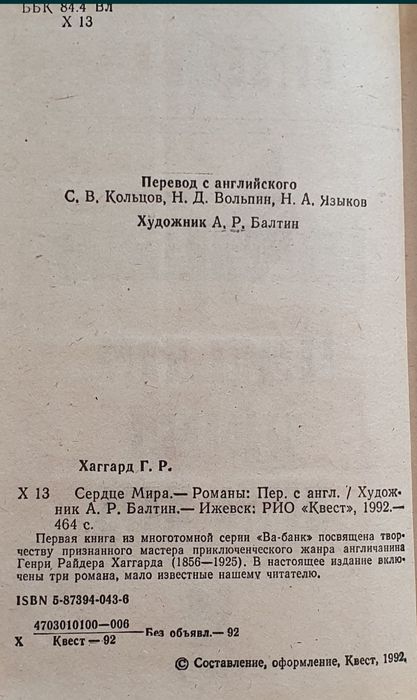 ББК 84.4 Вл
Х 13
Перевод с английского
С. В. Кольцов, Н. Д. Вольпин, Н. А. Языков
Художник А. Р. Балтин
Хаггард Г. Р.
Х 13 Сердце Мира.— Романы: Пер. с англ. / Худож-
ник А. Р. Балтин.— Ижевск: РИО «Квест», 1992.—
464 с.
Первая книга из многотомной серии «Ва-банк» посвящена твор-
честву признанного мастера приключенческого жанра англичанина
Генри Райдера Хаггарда (1856—1925). В настоящее издание вклю-
чены три романа, мало известные нашему читателю.
ISBN 5-87394-043-6
4703010100—006
Х Квест — 92 Без объявл.— 92
© Составление, оформление, Квест, 1992.